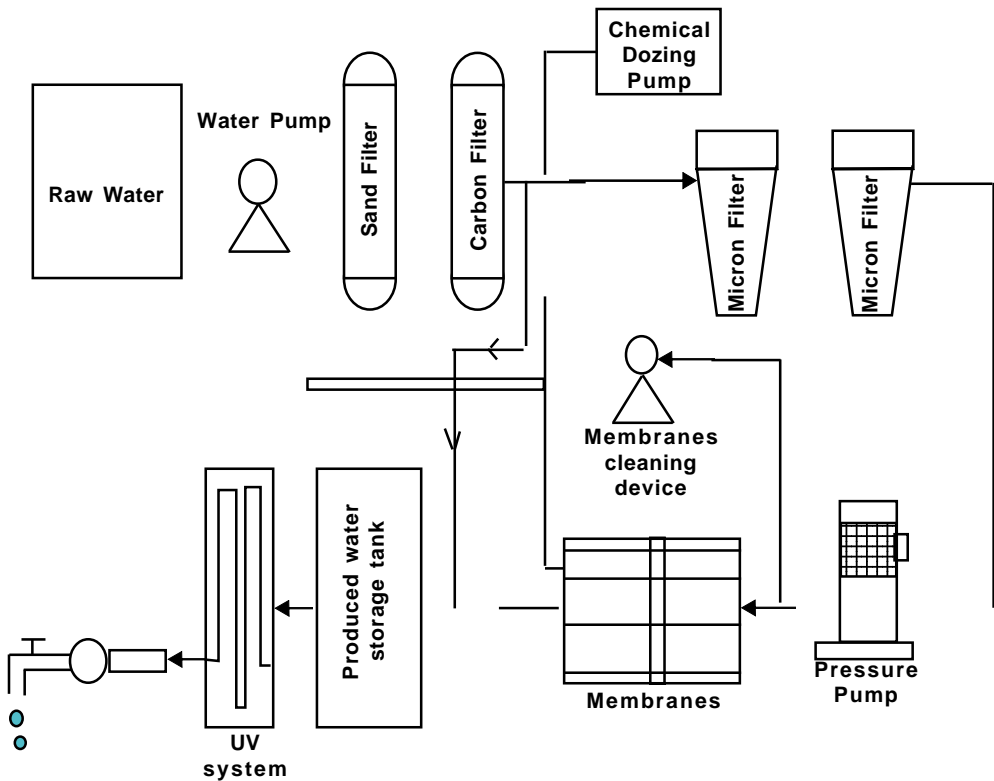 Chemical
Dozing
Pump
Water Pump
Raw Water
Sand Filter
Carbon Filter
Micron Filter
Micron Filter
Membranes
cleaning
device
Produced water
storage tank
Pressure
Pump
Membranes
UV
system